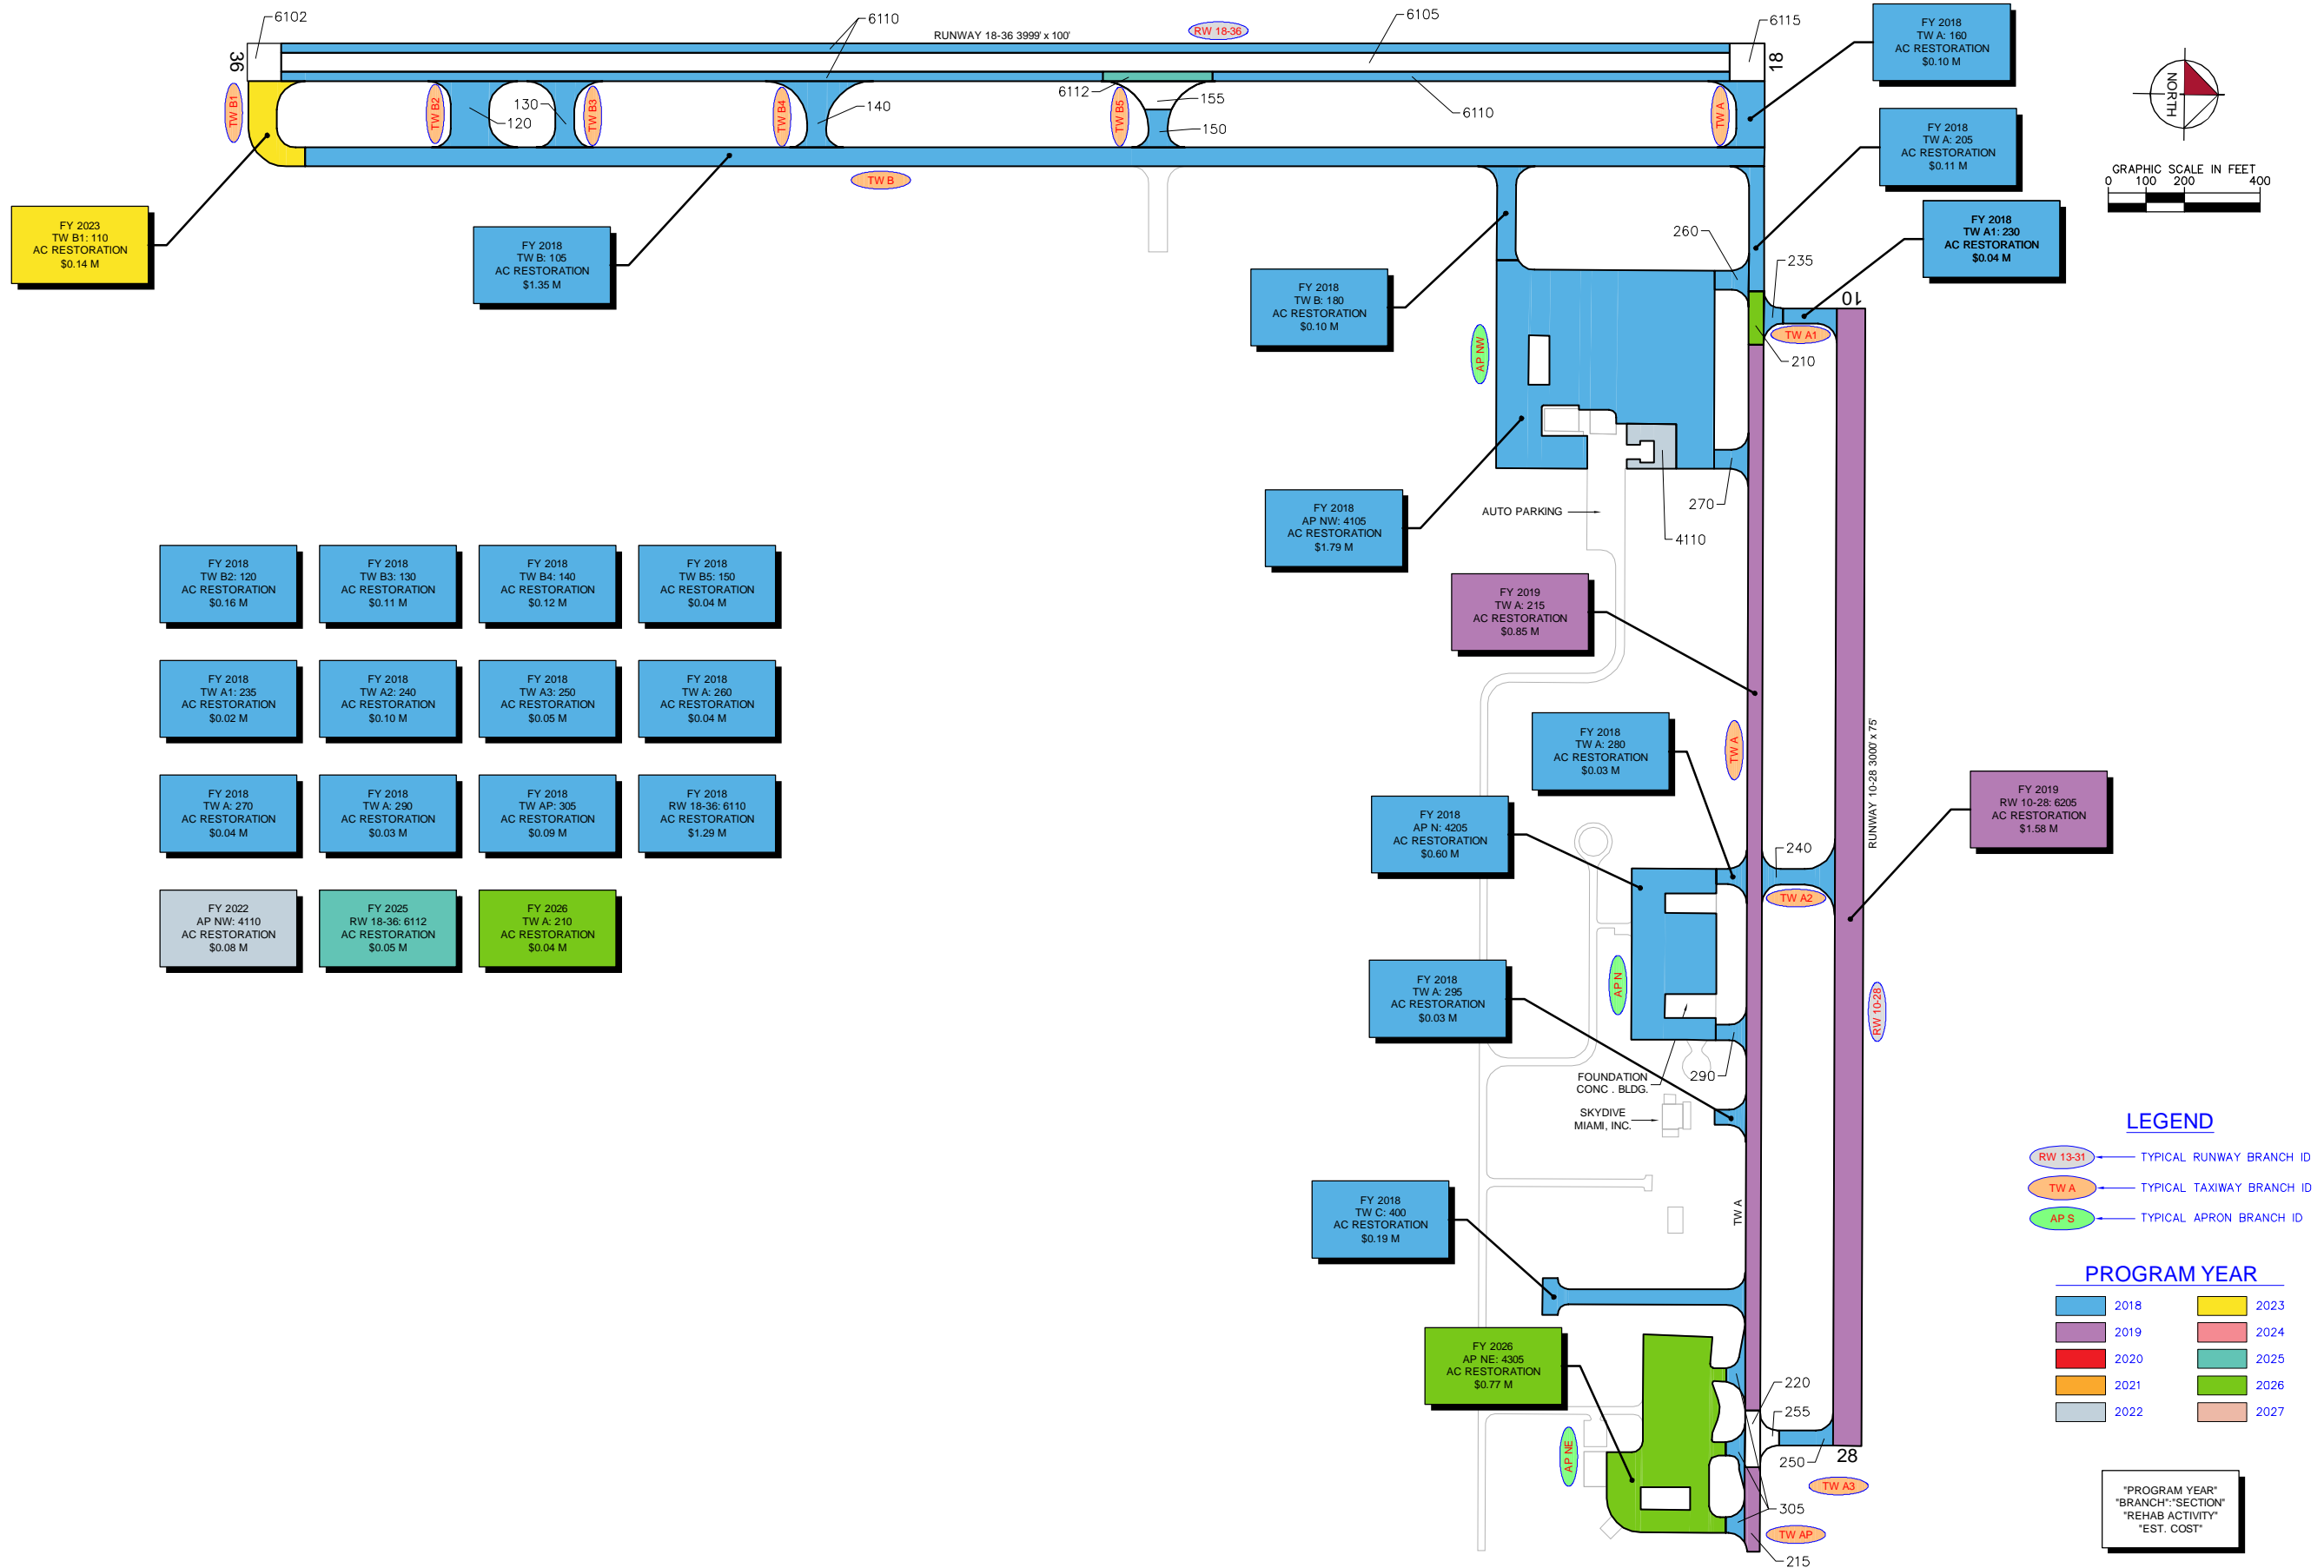 6102
6110
RUNWAY 18-36 3999' x 100'
RW 18-36
6105
6115
36
18
FY 2018
TW A: 160
AC RESTORATION
$0.10 M
NORTH
TW B1
TW B2
120
130
TW B3
TW B4
140
6112
TW B5
155
150
6110
TW A
FY 2018
TW A: 205
AC RESTORATION
$0.11 M
GRAPHIC SCALE IN FEET
0 100 200 400
TW B
FY 2023
TW B1: 110
AC RESTORATION
$0.14 M
FY 2018
TW B: 105
AC RESTORATION
$1.35 M
FY 2018
TW B: 180
AC RESTORATION
$0.10 M
260
235
FY 2018
TW A1: 230
AC RESTORATION
$0.04 M
10
TW A1
210
AP NW
FY 2018
AP NW: 4105
AC RESTORATION
$1.79 M
AUTO PARKING
270
4110
FY 2018
TW B2: 120
AC RESTORATION
$0.16 M
FY 2018
TW B3: 130
AC RESTORATION
$0.11 M
FY 2018
TW B4: 140
AC RESTORATION
$0.12 M
FY 2018
TW B5: 150
AC RESTORATION
$0.04 M
FY 2018
TW A1: 235
AC RESTORATION
$0.02 M
FY 2018
TW A2: 240
AC RESTORATION
$0.10 M
FY 2018
TW A3: 250
AC RESTORATION
$0.05 M
FY 2018
TW A: 260
AC RESTORATION
$0.04 M
FY 2018
TW A: 270
AC RESTORATION
$0.04 M
FY 2018
TW A: 290
AC RESTORATION
$0.03 M
FY 2018
TW AP: 305
AC RESTORATION
$0.09 M
FY 2018
RW 18-36: 6110
AC RESTORATION
$1.29 M
FY 2022
AP NW: 4110
AC RESTORATION
$0.08 M
FY 2025
RW 18-36: 6112
AC RESTORATION
$0.05 M
FY 2026
TW A: 210
AC RESTORATION
$0.04 M
FY 2019
TW A: 215
AC RESTORATION
$0.85 M
FY 2018
TW A: 280
AC RESTORATION
$0.03 M
TW A
RUNWAY 10-28 3000' x 75'
FY 2019
RW 10-28: 6205
AC RESTORATION
$1.58 M
FY 2018
AP N: 4205
AC RESTORATION
$0.60 M
240
TW A2
AP N
RW 10-28
FY 2018
TW A: 295
AC RESTORATION
$0.03 M
FOUNDATION
CONC . BLDG.
290
SKYDIVE
MIAMI, INC.
TW A
FY 2018
TW C: 400
AC RESTORATION
$0.19 M
FY 2026
AP NE: 4305
AC RESTORATION
$0.77 M
AP NE
220
255
250
28
TW A3
305
TW AP
215
LEGEND
RW 13-31 TYPICAL RUNWAY BRANCH ID
TW A TYPICAL TAXIWAY BRANCH ID
AP S TYPICAL APRON BRANCH ID
PROGRAM YEAR
2018 2023
2019 2024
2020 2025
2021 2026
2022 2027
"PROGRAM YEAR"
"BRANCH":"SECTION"
"REHAB ACTIVITY"
"EST. COST"